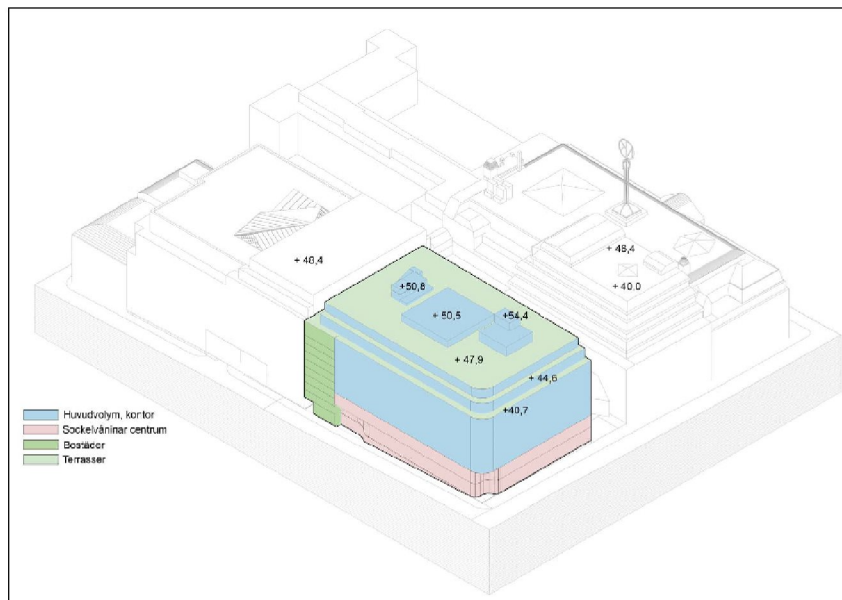 + 48,4
+ 48,4
+ 40,0
+50,8
+ 50,5
+54,4
+ 47,9
+ 44,6
+40,7
Huvudvolym, kontor
Sockelvåninar centrum
Bostäder
Terrasser